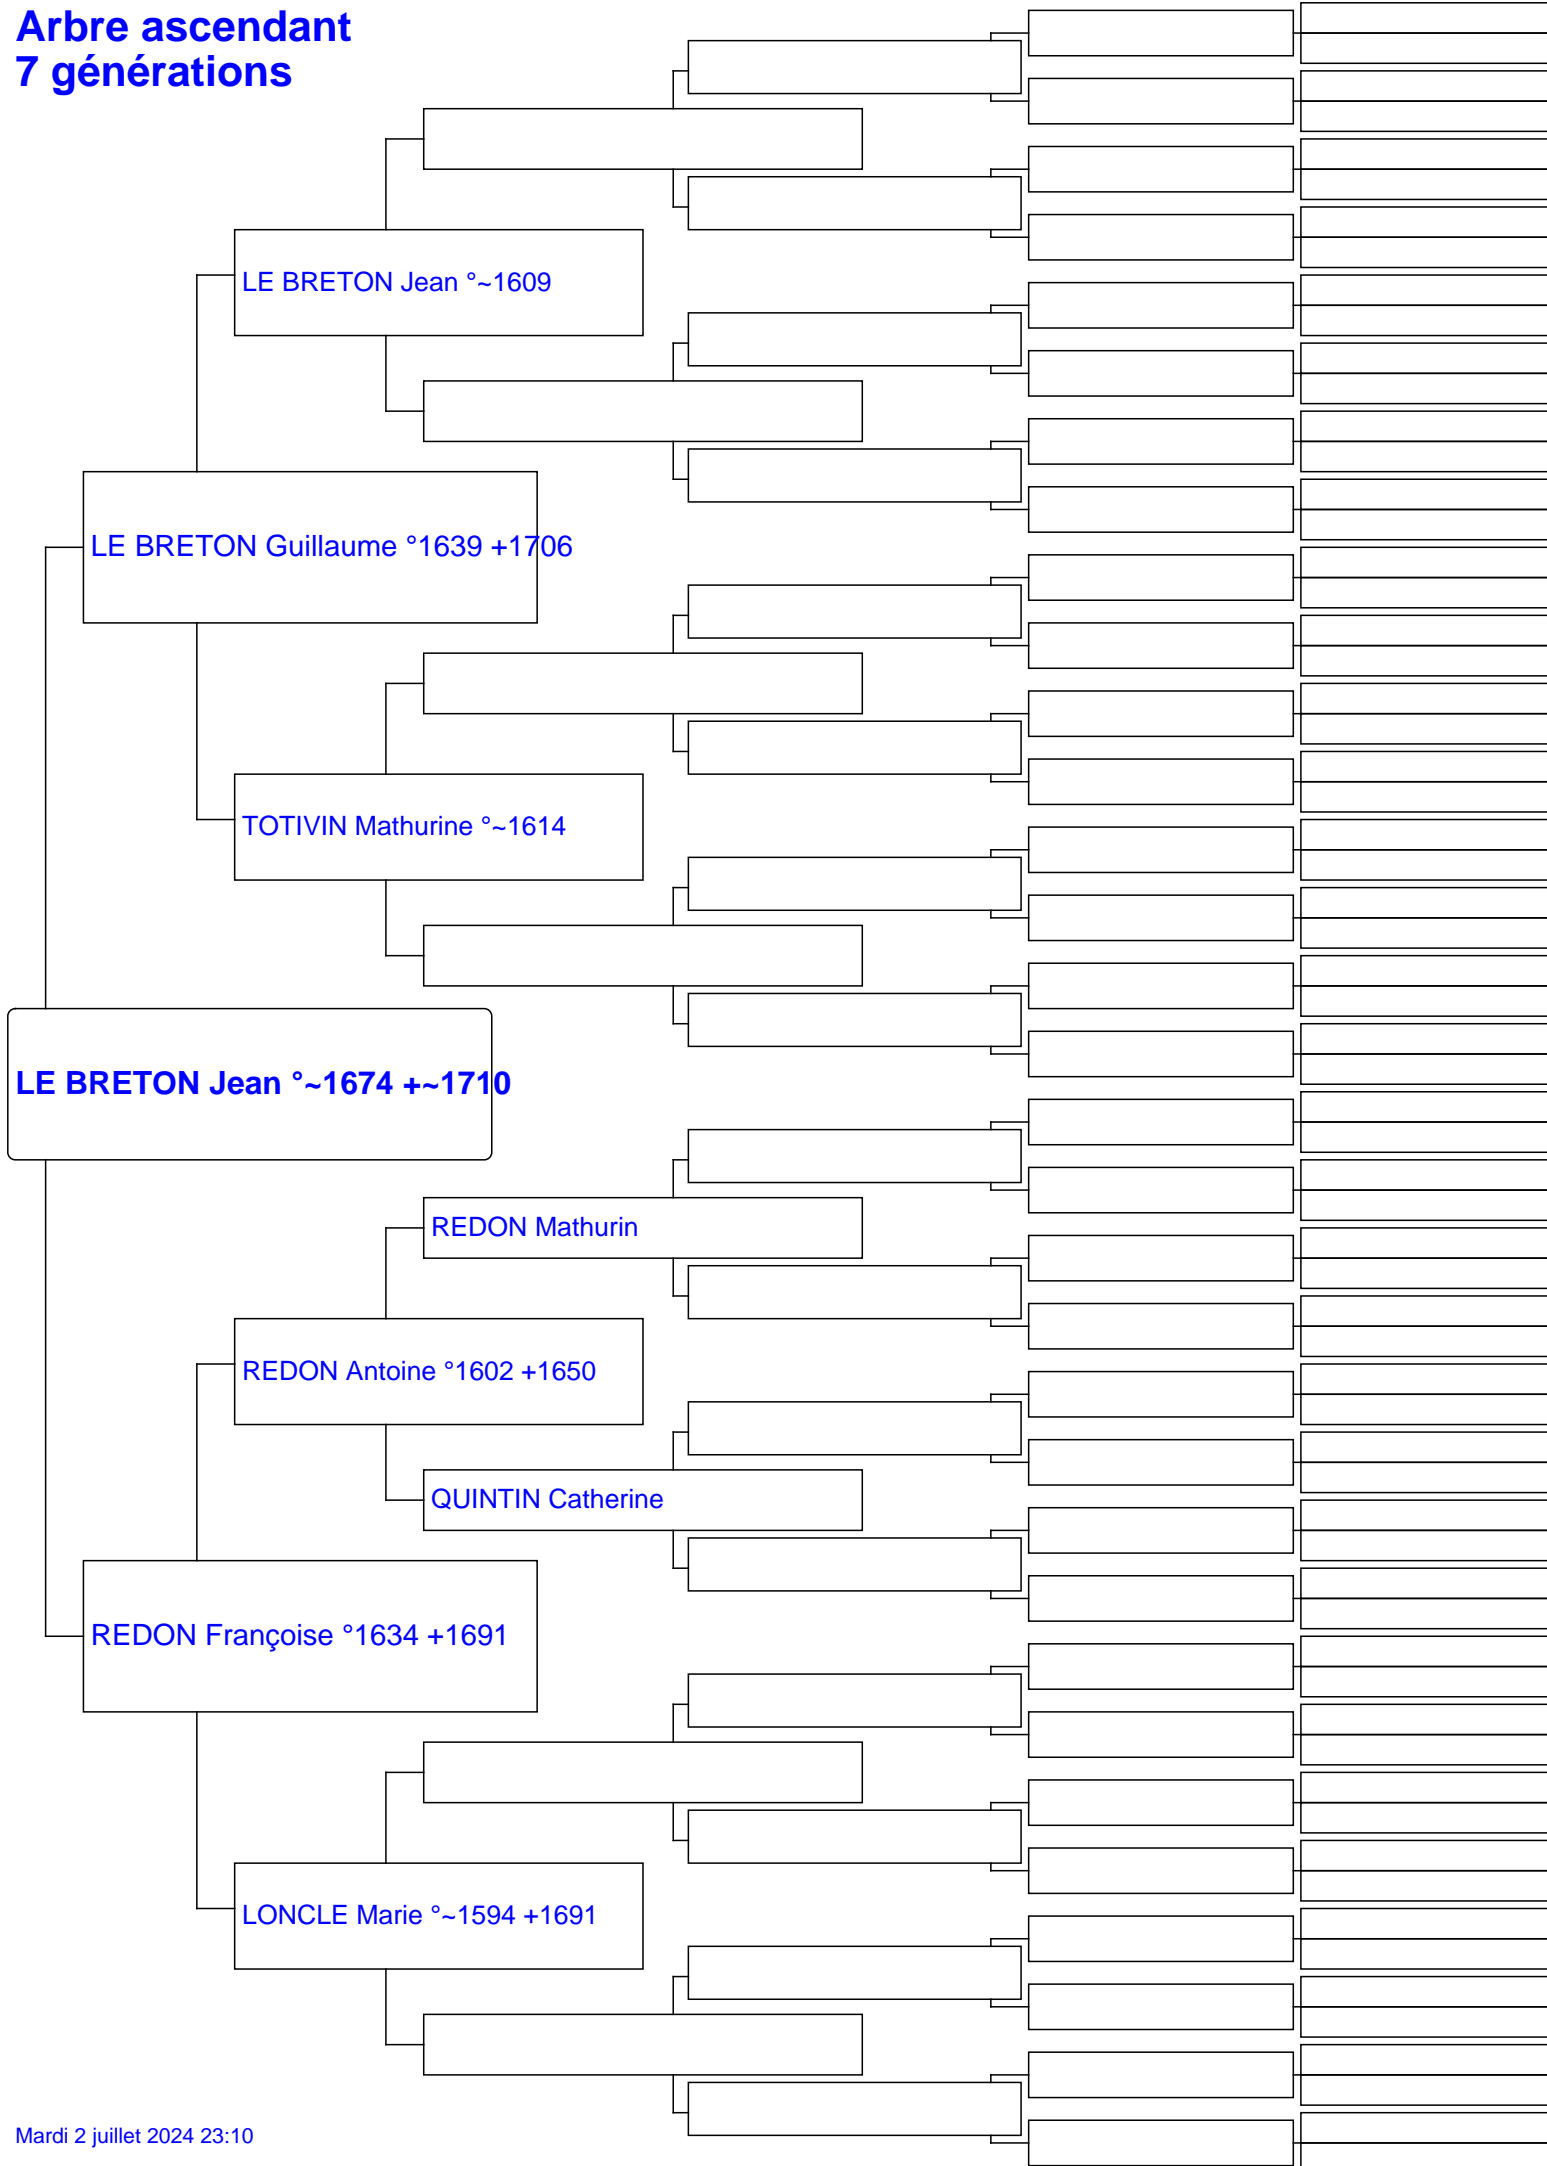 Arbre ascendant
7 générations
LE BRETON Jean °~1609
LE BRETON Guillaume °1639 +1706
TOTIVIN Mathurine °~1614
LE BRETON Jean °~1674 +~1710
REDON Mathurin
REDON Antoine °1602 +1650
QUINTIN Catherine
REDON Françoise °1634 +1691
LONCLE Marie °~1594 +1691
Mardi 2 juillet 2024 23:10